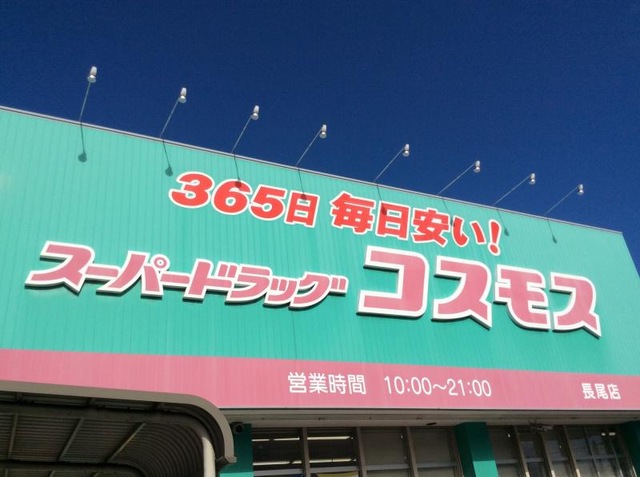 365日 毎日安い!
スーパードラッグ コスモス
営業時間 10:00~21:00 長尾店